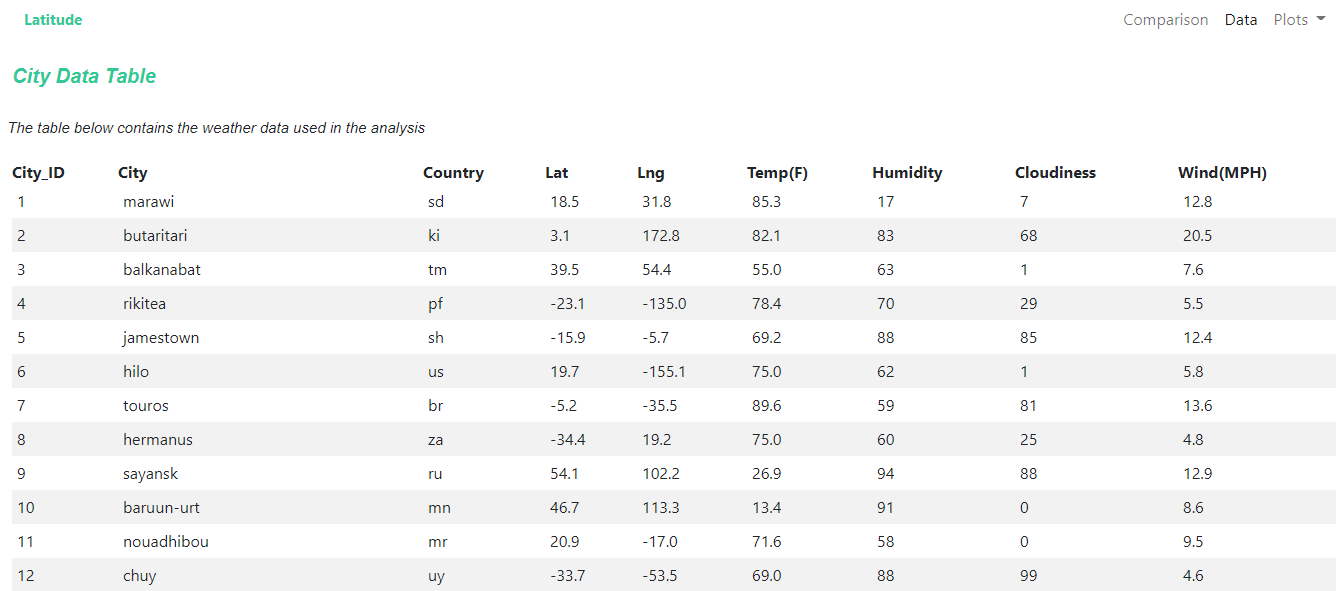 Latitude Comparison Data Plots
City Data Table
The table below contains the weather data used in the analysis
City_ID City Country Lat Lng Temp(F) Humidity Cloudiness Wind(MPH)
1 marawi sd 18.5 31.8 85.3 17 7 12.8
2 butaritari ki 3.1 172.8 82.1 83 68 20.5
3 balkanabat tm 39.5 54.4 55.0 63 1 7.6
4 rikitea pf -23.1 -135.0 78.4 70 29 5.5
5 jamestown sh -15.9 -5.7 69.2 88 85 12.4
6 hilo us 19.7 -155.1 75.0 62 1 5.8
7 touros br -5.2 -35.5 89.6 59 81 13.6
8 hermanus za -34.4 19.2 75.0 60 25 4.8
9 sayansk ru 54.1 102.2 26.9 94 88 12.9
10 baruun-urt mn 46.7 113.3 13.4 91 0 8.6
11 nouadhibou mr 20.9 -17.0 71.6 58 0 9.5
12 chuy uy -33.7 -53.5 69.0 88 99 4.6